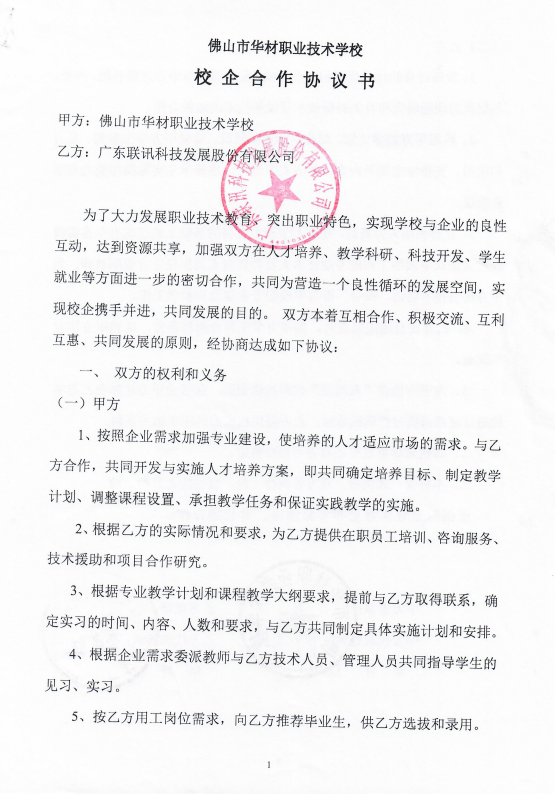 佛山市华材职业技术学校
校企合作协议书
甲方：佛山市华材职业技术学校
乙方：广东联讯科技发展股份有限公司
为了大力发展职业技术教育，突出职业特色，实现学校与企业的良性
互动，达到资源共享，加强双方在人才培养、教学科研、科技开发、学生
就业等方面进一步的密切合作，共同为营造一个良性循环的发展空间，实
现校企携手并进，共同发展的目的。 双方本着互相合作、积极交流、互利
互惠、共同发展的原则，经协商达成如下协议：
一、 双方的权利和义务
（一）甲方
1、按照企业需求加强专业建设，使培养的人才适应市场的需求。与乙
方合作，共同开发与实施人才培养方案，即共同确定培养目标、制定教学
计划、调整课程设置、承担教学任务和保证实践教学的实施。
2、根据乙方的实际情况和要求，为乙方提供在职员工培训、咨询服务、
技术援助和项目合作研究。
3、根据专业教学计划和课程教学大纲要求，提前与乙方取得联系，确
定实习的时间、内容、人数和要求，与乙方共同制定具体实施计划和安排。
4、根据企业需求委派教师与乙方技术人员、管理人员共同指导学生的
见习、实习。
5、按乙方用工岗位需求，向乙方推荐毕业生，供乙方选拔和录用。
1
广东联讯科技发展股份有限公司